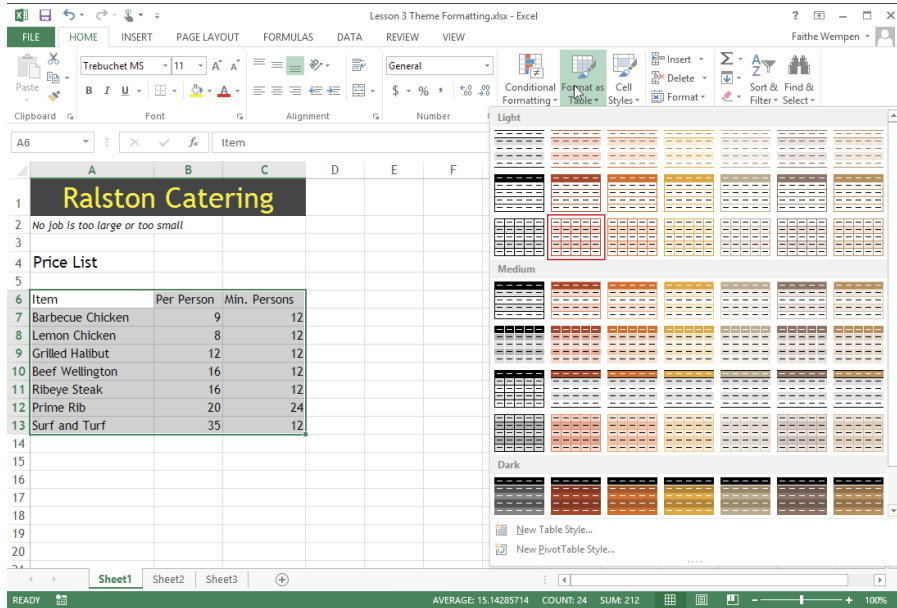 Lesson 3 Theme Formatting.xlsx - Excel
FILE HOME INSERT PAGE LAYOUT FORMULAS DATA REVIEW VIEW Faithe Wempen
Paste
Trebuchet MS 11 A A
B I U A
General
$ % , .0 .00 .00 .0
Conditional Formatting
Format as Table
Cell Styles
Insert
Delete
Format
Sort & Filter
Find & Select
Clipboard Font Alignment Number
A6 fx Item
A B C D E F
1 Ralston Catering
2 No job is too large or too small
3
4 Price List
5
6 Item Per Person Min. Persons
7 Barbecue Chicken 9 12
8 Lemon Chicken 8 12
9 Grilled Halibut 12 12
10 Beef Wellington 16 12
11 Ribeye Steak 16 12
12 Prime Rib 20 24
13 Surf and Turf 35 12
14
15
16
17
18
19
20
Light
Medium
Dark
New Table Style...
New PivotTable Style...
Sheet1 Sheet2 Sheet3
READY AVERAGE: 15.14285714 COUNT: 24 SUM: 212 100%